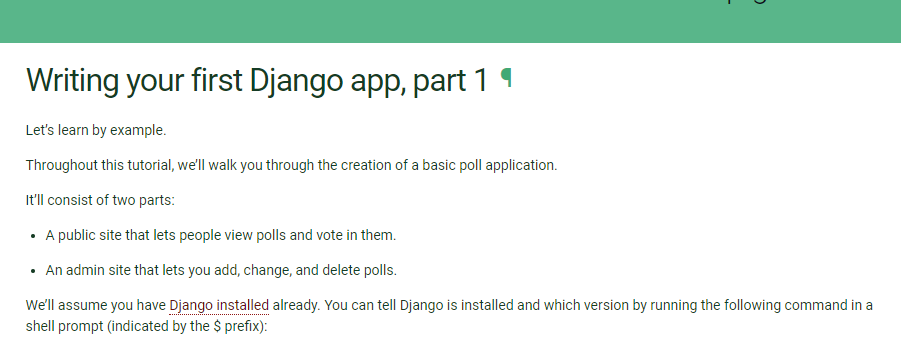 Writing your first Django app, part 1 ¶
Let's learn by example.
Throughout this tutorial, we'll walk you through the creation of a basic poll application.
It'll consist of two parts:
• A public site that lets people view polls and vote in them.
• An admin site that lets you add, change, and delete polls.
We'll assume you have Django installed already. You can tell Django is installed and which version by running the following command in a
shell prompt (indicated by the $ prefix):